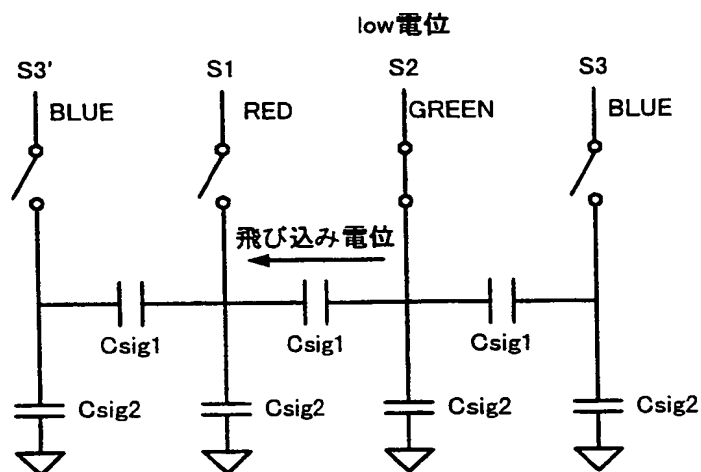 low電位
S3' S1 S2 S3
BLUE RED GREEN BLUE
飛び込み電位
Csig1 Csig1 Csig1
Csig2 Csig2 Csig2 Csig2